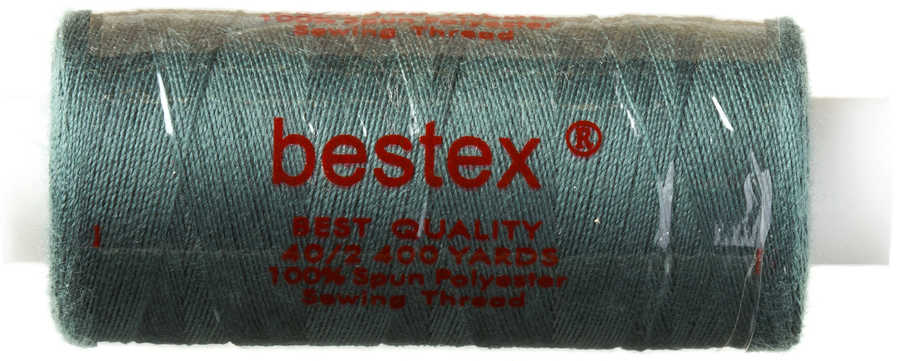 100% Spun Polyester
Sewing Thread
bestex ®
BEST QUALITY
40/2 400 YARDS
100% Spun Polyester
Sewing Thread